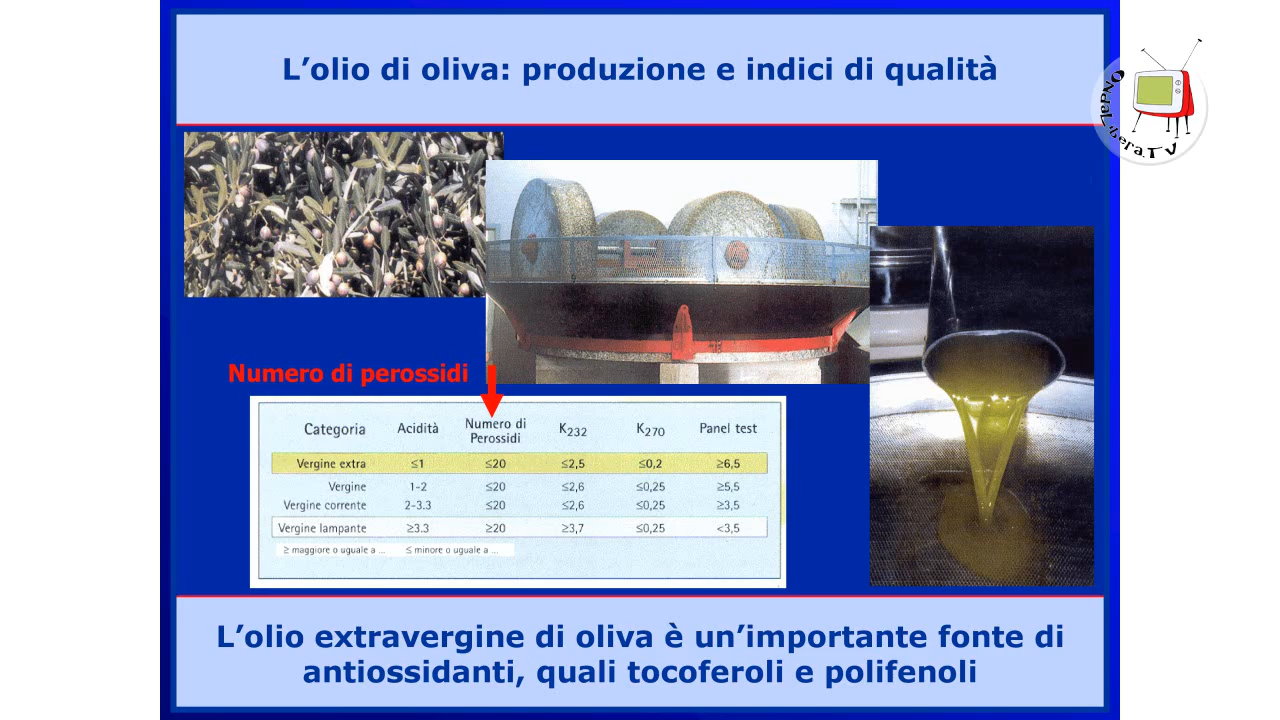 L’olio di oliva: produzione e indici di qualità
ONDALIberaTV
Numero di perossidi
Categoria Acidità Numero di Perossidi K232 K270 Panel test
Vergine extra ≤1 ≤20 ≤2,5 ≤0,2 ≥6,5
Vergine 1-2 ≤20 ≤2,6 ≤0,25 ≥5,5
Vergine corrente 2-3.3 ≤20 ≤2,6 ≤0,25 ≥3,5
Vergine lampante ≥3.3 ≥20 ≥3,7 ≤0,25 <3,5
≥ maggiore o uguale a ... ≤ minore o uguale a ...
L’olio extravergine di oliva è un’importante fonte di
antiossidanti, quali tocoferoli e polifenoli